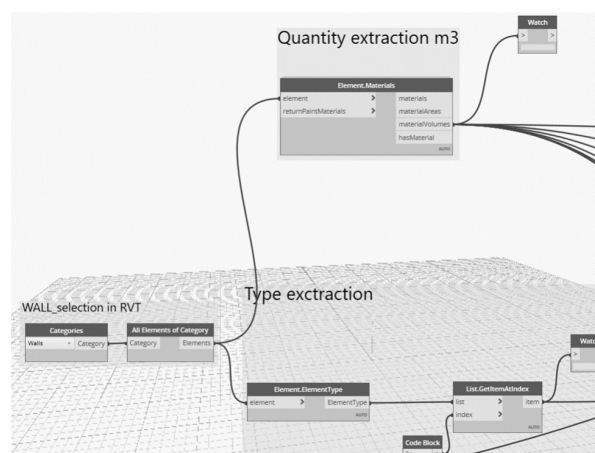 Watch
> >
Quantity extraction m3
Element.Materials
element > materials
returnPaintMaterials > materialAreas
materialVolumes
hasMaterial
AUTO
Type exctraction
WALL_selection in RVT
Categories
Walls Category
All Elements of Category
Category Elements
Watc
>
Element.ElementType
element > ElementType
AUTO
List.GetItemAtIndex
list > item
index >
AUTO
Code Block